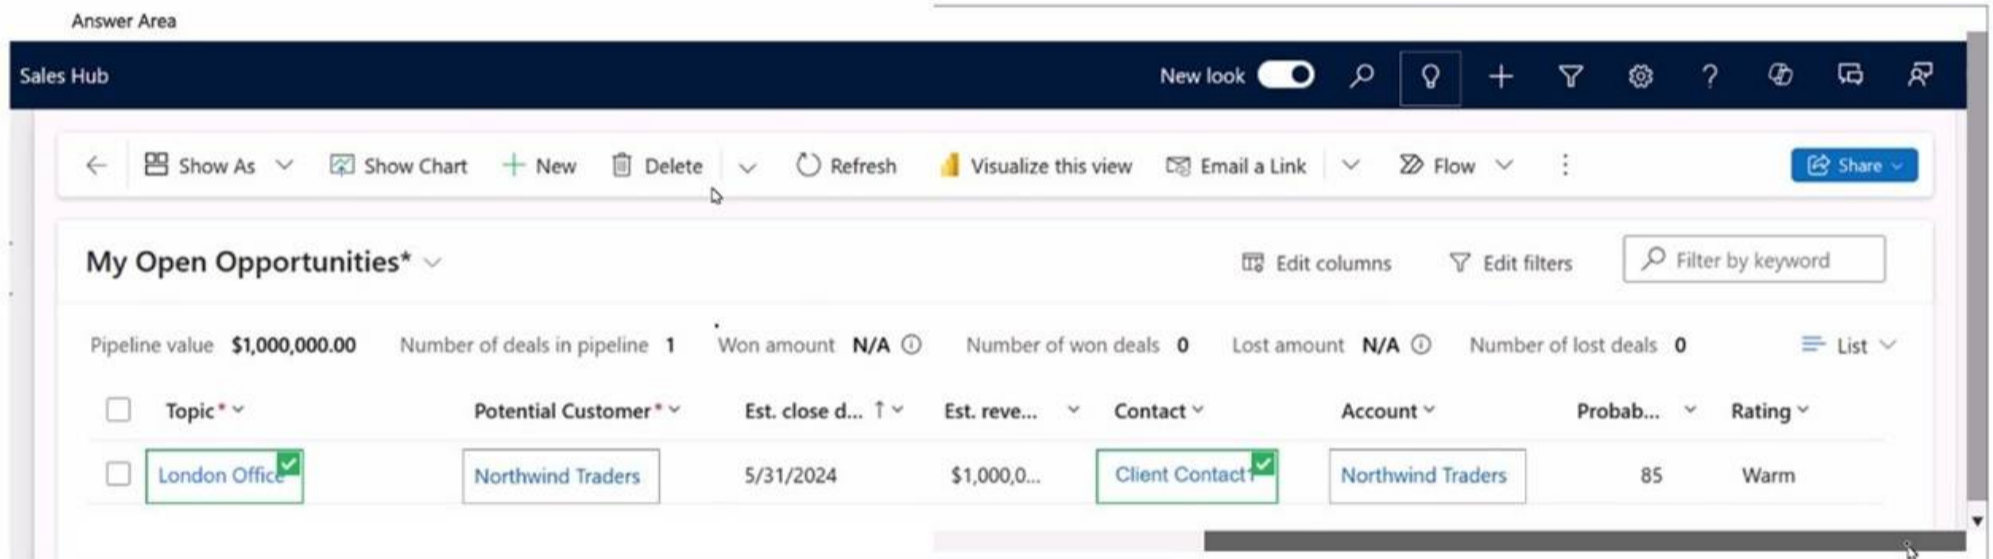 Answer Area
Sales Hub New look
Show As Show Chart New Delete Refresh Visualize this view Email a Link Flow Share
My Open Opportunities* Edit columns Edit filters Filter by keyword
Pipeline value $1,000,000.00 Number of deals in pipeline 1 Won amount N/A Number of won deals 0 Lost amount N/A Number of lost deals 0 List
Topic* Potential Customer* Est. close d... Est. reve... Contact Account Probab... Rating
London Office Northwind Traders 5/31/2024 $1,000,0... Client Contact1 Northwind Traders 85 Warm